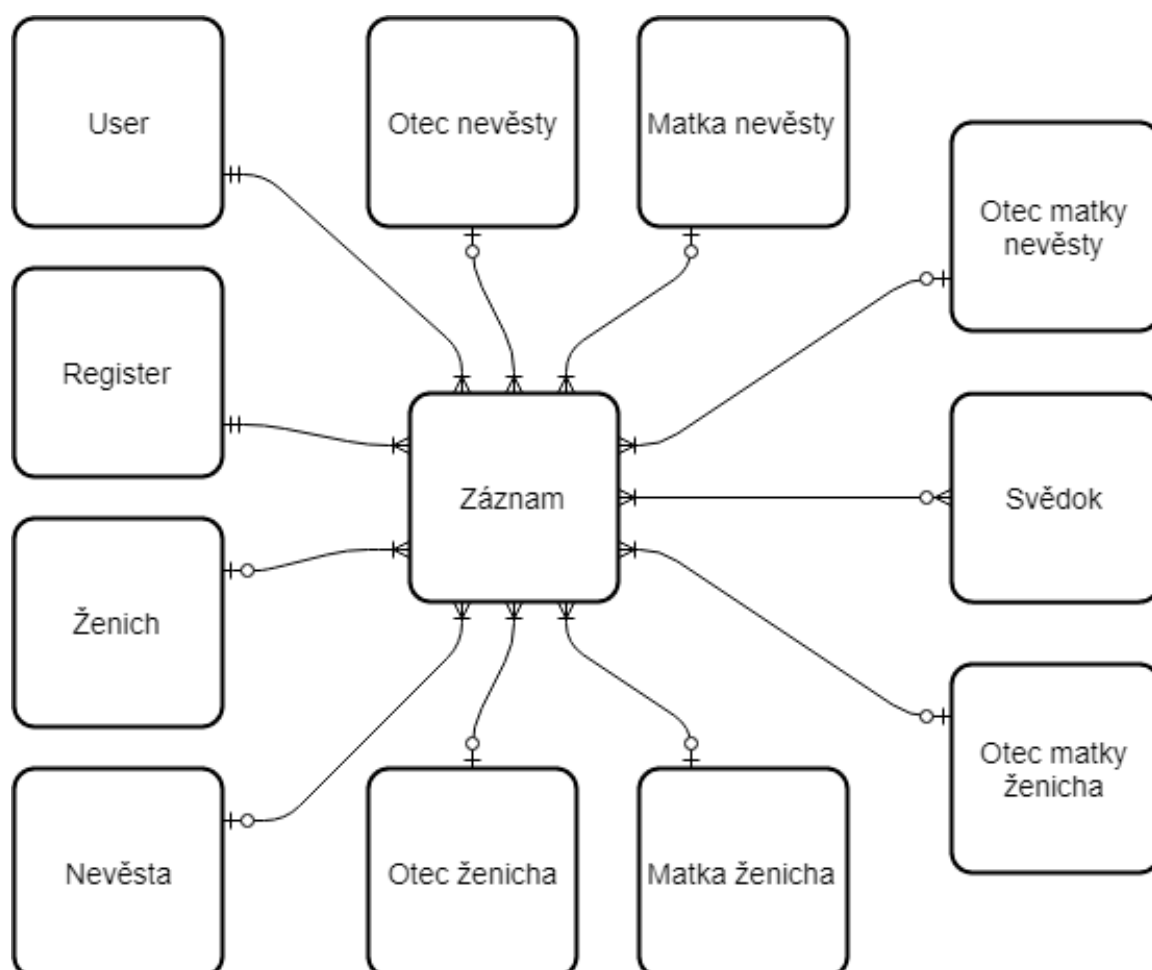 User
Otec nevěsty
Matka nevěsty
Otec matky
nevěsty
Register
Záznam
Svědok
Ženich
Otec matky
ženicha
Nevěsta
Otec ženicha
Matka ženicha